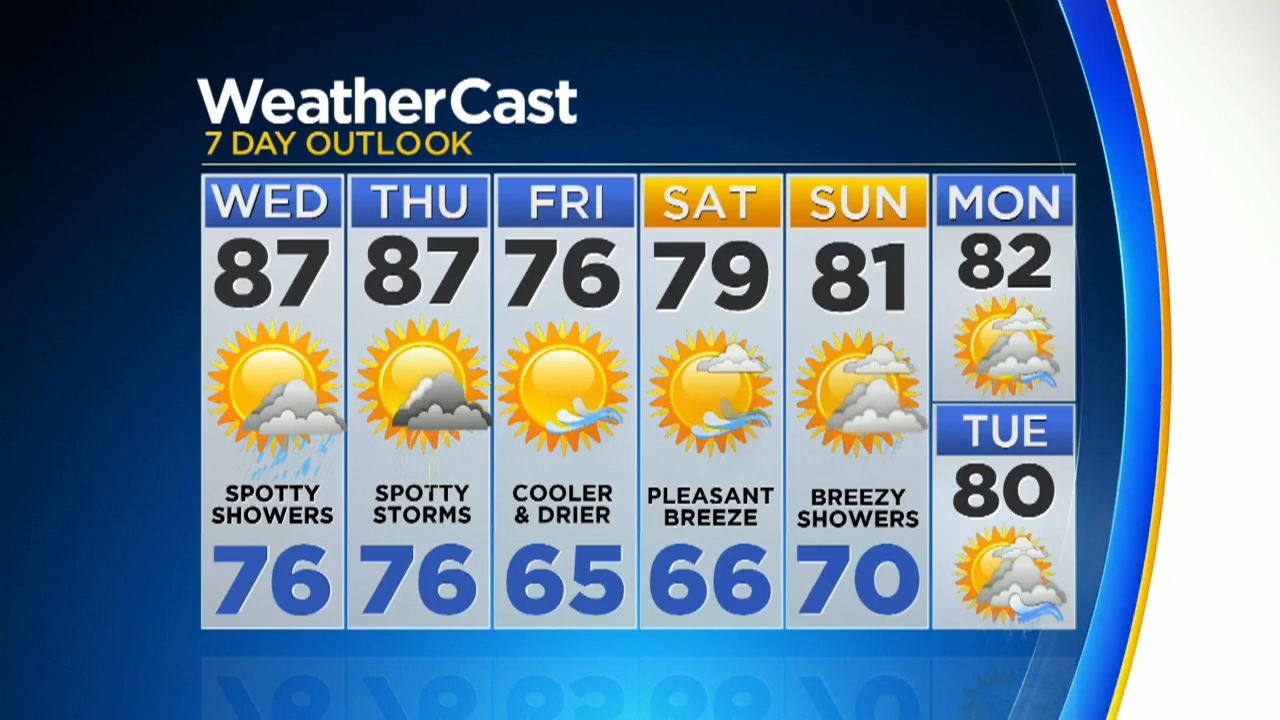 WeatherCast
7 DAY OUTLOOK
WED
87
SPOTTY
SHOWERS
76
THU
87
SPOTTY
STORMS
76
FRI
76
COOLER
& DRIER
65
SAT
79
PLEASANT
BREEZE
66
SUN
81
BREEZY
SHOWERS
70
MON
82
TUE
80